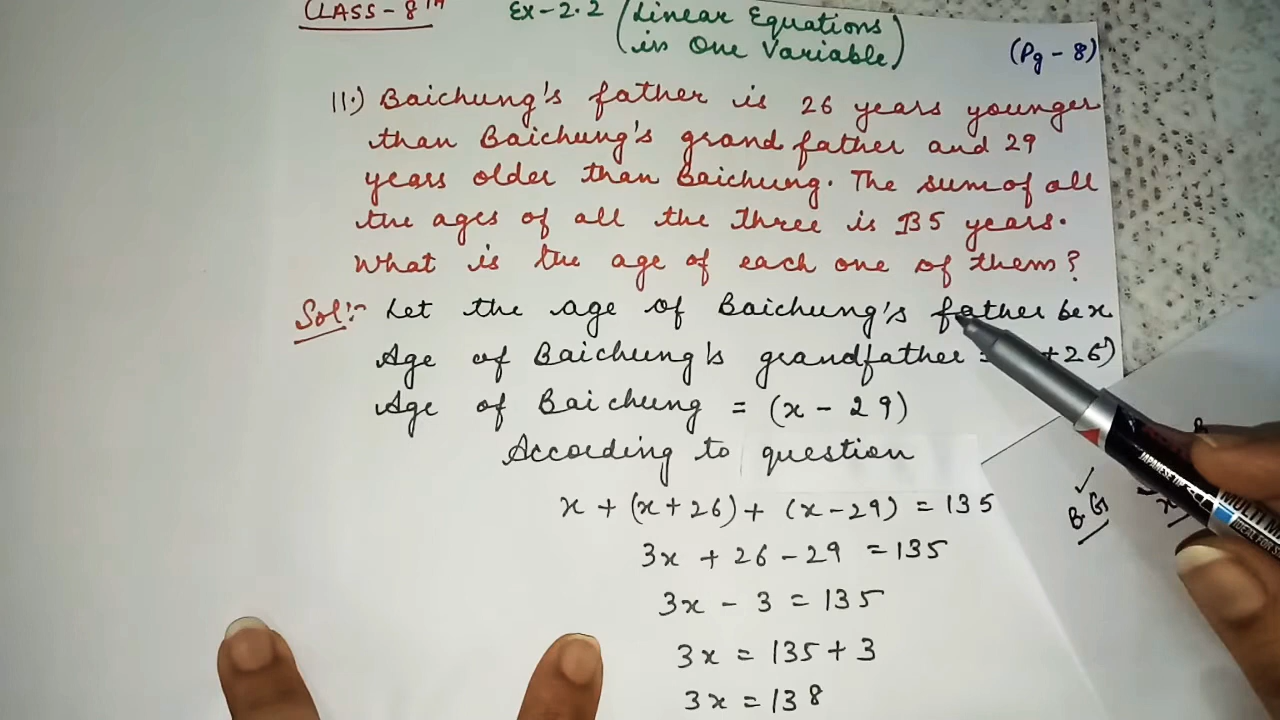 CLASS - 8TH
Ex-2.2 (Linear Equations
in One Variable)
(Pg - 8)
11.) Baichung's father is 26 years younger
than Baichung's grand father and 29
years older than Baichung. The sum of all
the ages of all the three is 135 years.
What is the age of each one of them?
Sol:- Let the age of Baichung's father be x
Age of Baichung's grandfather = +26)
Age of Baichung = (x - 29)
According to question
x + (x+26) + (x-29) = 135
3x + 26 - 29 = 135
3x - 3 = 135
3x = 135 + 3
3x = 138